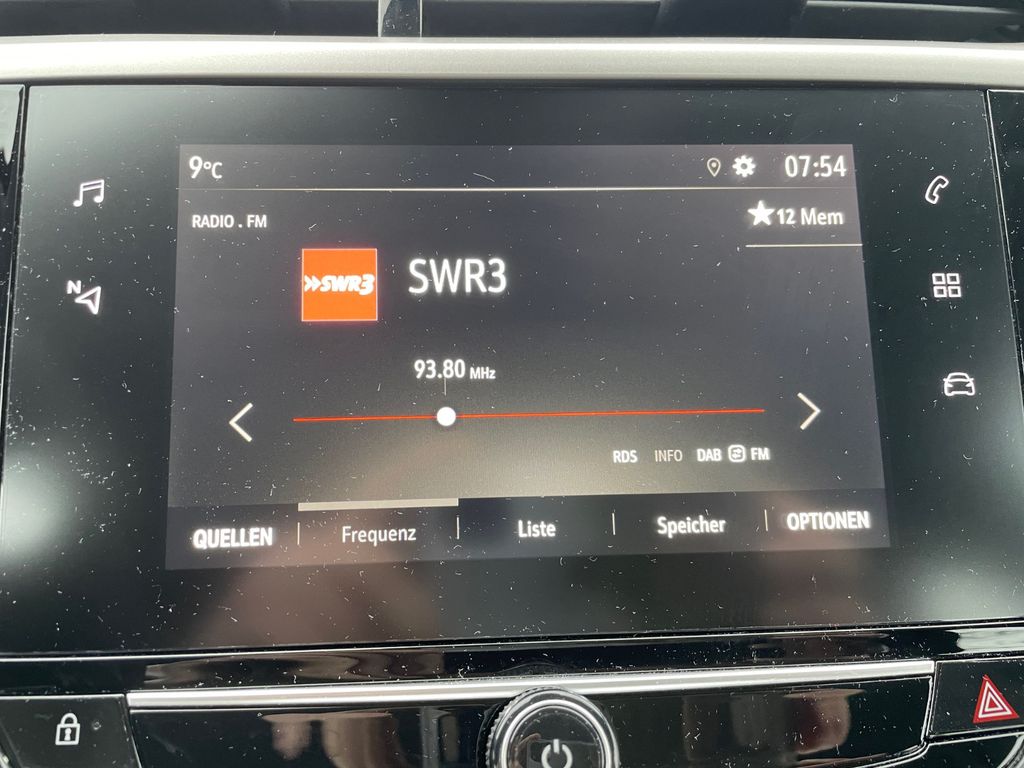 9°C
07:54
RADIO . FM
★12 Mem
»SWR3
SWR3
93.80 MHz
N
RDS INFO DAB FM
QUELLEN Frequenz Liste Speicher OPTIONEN